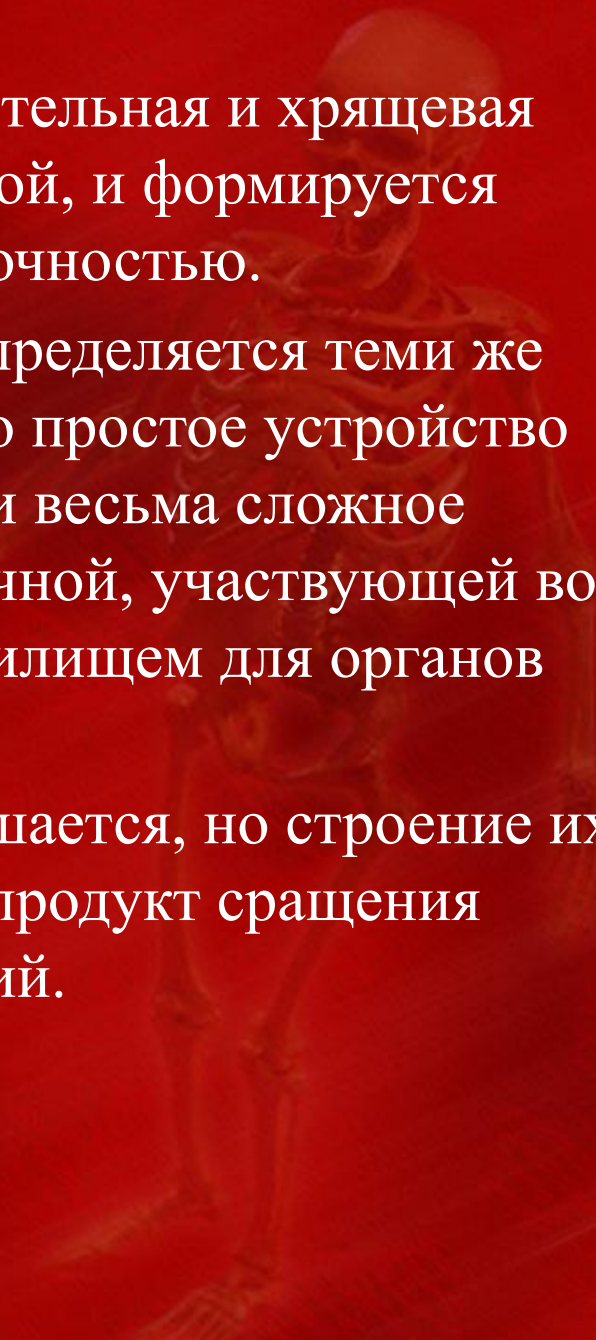 тельная и хрящевая
ой, и формируется
очностью.
пределяется теми же
о простое устройство
и весьма сложное
чной, участвующей во
илищем для органов
шается, но строение их
продукт сращения
ий.